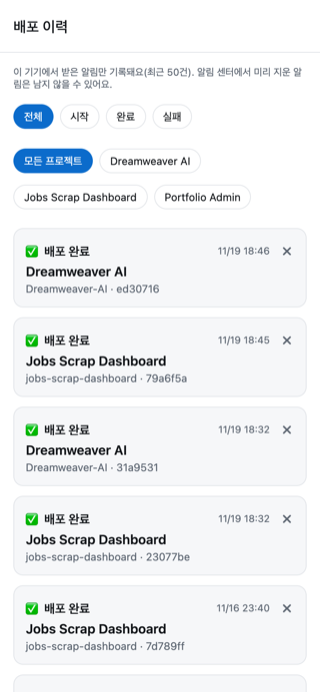 배포 이력
이 기기에서 받은 알림만 기록돼요(최근 50건). 알림 센터에서 미리 지운 알
림은 남지 않을 수 있어요.
전체 시작 완료 실패
모든 프로젝트 Dreamweaver AI
Jobs Scrap Dashboard Portfolio Admin
✅ 배포 완료 11/19 18:46 ✕
Dreamweaver AI
Dreamweaver-AI · ed30716
✅ 배포 완료 11/19 18:45 ✕
Jobs Scrap Dashboard
jobs-scrap-dashboard · 79a6f5a
✅ 배포 완료 11/19 18:32 ✕
Dreamweaver AI
Dreamweaver-AI · 31a9531
✅ 배포 완료 11/19 18:32 ✕
Jobs Scrap Dashboard
jobs-scrap-dashboard · 23077be
✅ 배포 완료 11/16 23:40 ✕
Jobs Scrap Dashboard
jobs-scrap-dashboard · 7d789ff